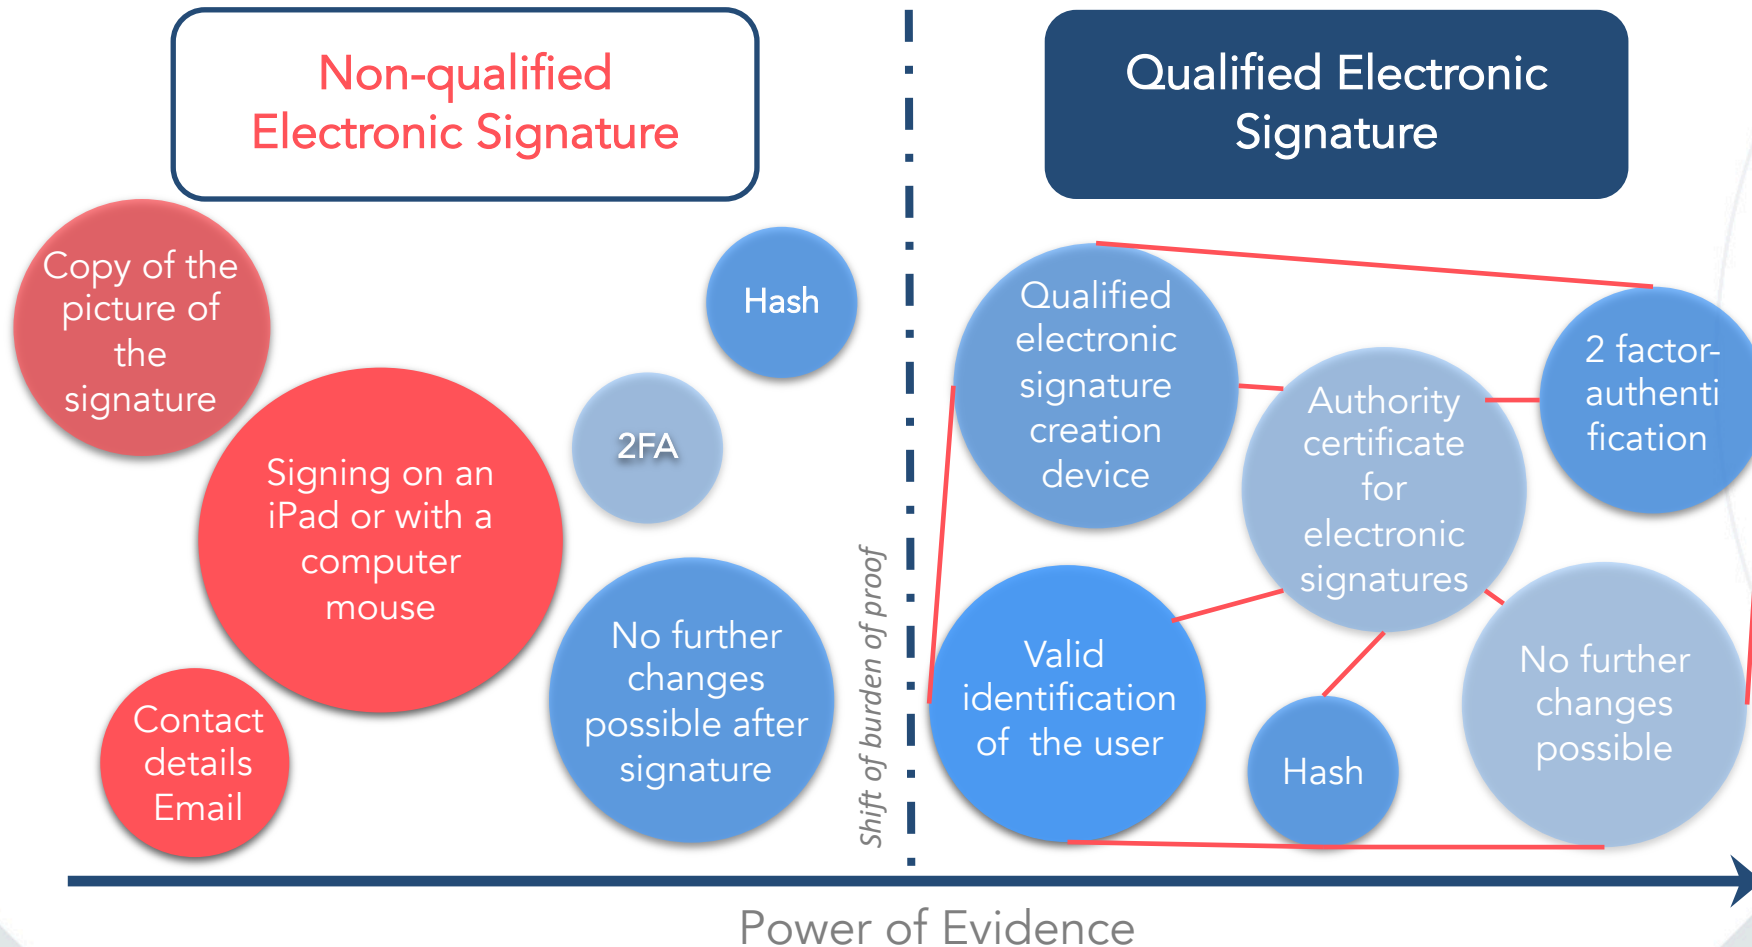 Non-qualified
Electronic Signature
Qualified Electronic
Signature
Copy of the
picture of
the
signature
Signing on an
iPad or with a
computer
mouse
Contact
details
Email
Hash
2FA
No further
changes
possible after
signature
Shift of burden of proof
Qualified
electronic
signature
creation
device
Authority
certificate
for
electronic
signatures
2 factor-
authenti
fication
Valid
identification
of the user
Hash
No further
changes
possible
Power of Evidence